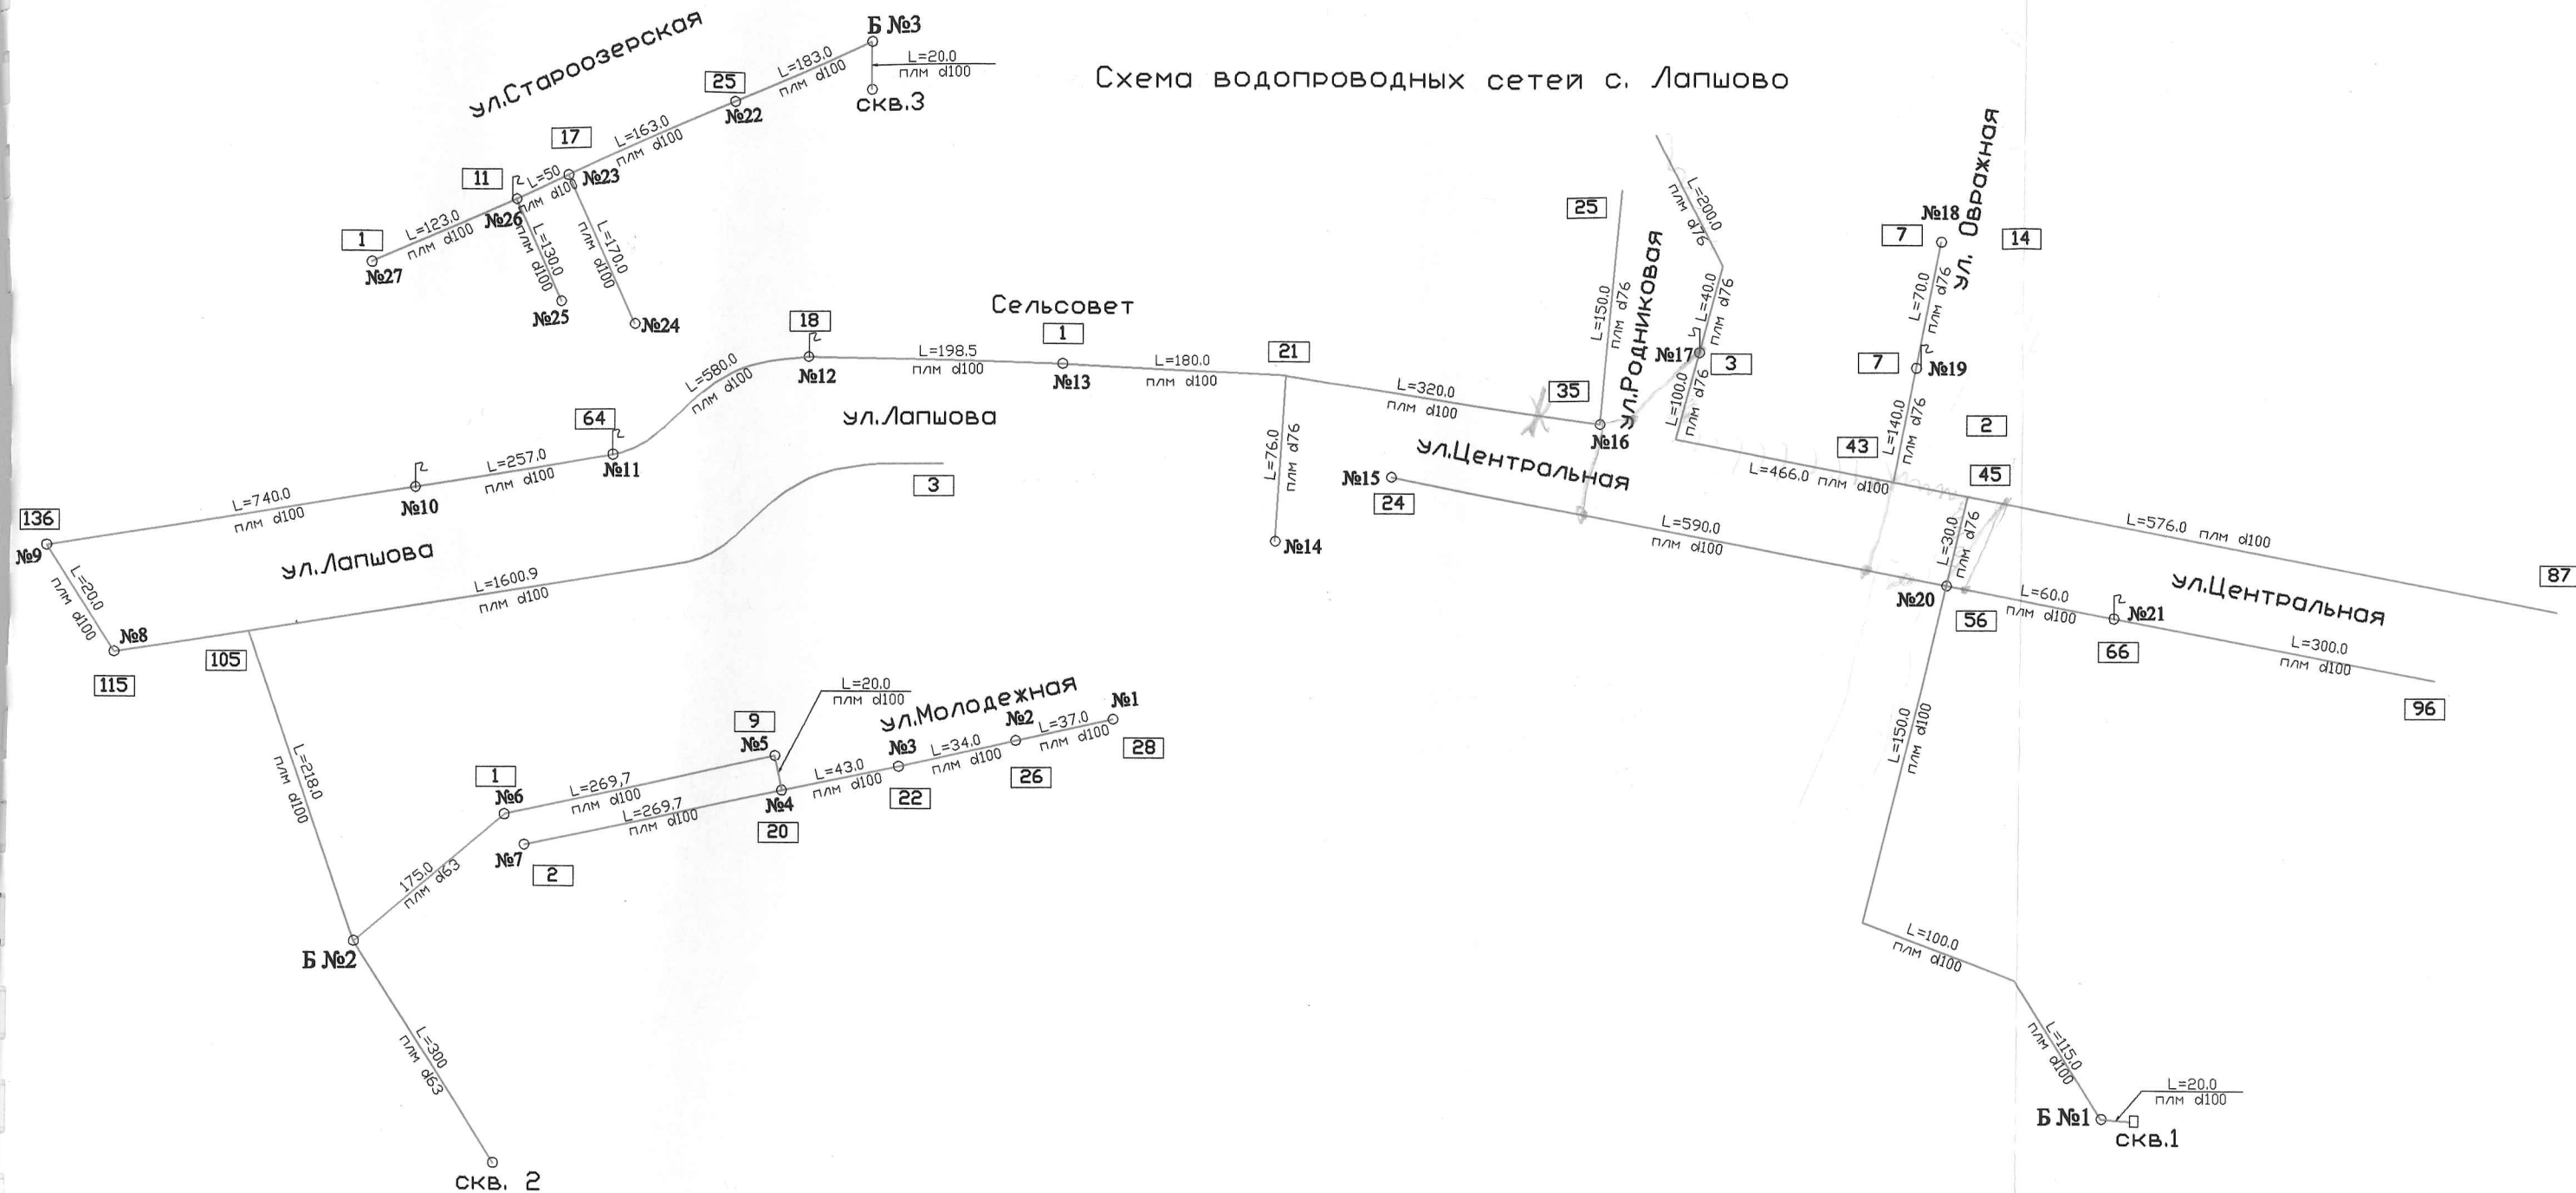 Схема водопроводных сетей с. Лапшово
ул.Староозерская
Б №3
L=20.0
плм d100
скв.3
L=183.0
плм d100
25
№22
L=163.0
плм d100
17
№23
L=50
плм d100
11
№26
L=123.0
плм d100
1
№27
L=130.0
плм d100
№25
L=170.0
плм d100
№24
Сельсовет
18
№12
L=198.5
плм d100
1
№13
L=180.0
плм d100
21
L=580.0
плм d100
ул.Лапшова
64
№11
L=257.0
плм d100
№10
L=740.0
плм d100
136
№9
L=20.0
плм d100
№8
115
105
ул.Лапшова
L=1600.9
плм d100
3
L=76.0
плм d76
№14
L=320.0
плм d100
35
№16
25
L=150.0
плм d76
ул.Родниковая
L=200.0
плм d76
L=40.0
плм d76
№17
3
L=100.0
плм d76
№18
7
14
ул. Овражная
L=70.0
плм d76
7
№19
L=140.0
плм d76
2
43
45
L=466.0 плм d100
L=576.0 плм d100
87
ул.Центральная
№15
24
L=590.0
плм d100
L=30.0
плм d76
№20
56
L=60.0
плм d100
№21
66
ул.Центральная
L=300.0
плм d100
96
L=150.0
плм d100
L=100.0
плм d100
L=115.0
плм d100
Б №1
L=20.0
плм d100
скв.1
L=218.0
плм d100
ул.Молодежная
L=20.0
плм d100
9
№5
№1
28
L=37.0
плм d100
№2
26
L=34.0
плм d100
№3
22
L=43.0
плм d100
№4
20
1
№6
L=269,7
плм d100
L=269.7
плм d100
№7
2
175.0
плм d63
Б №2
L=300
плм d63
скв. 2